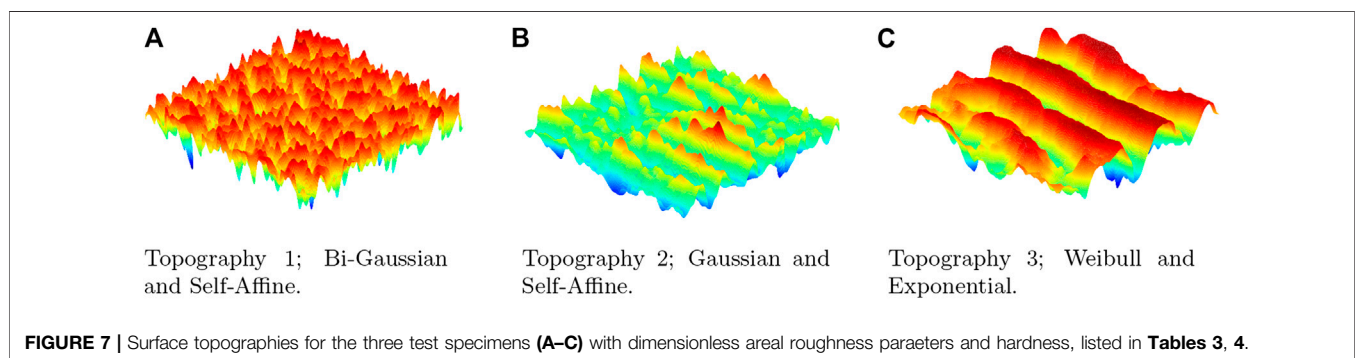 A
B
C
Topography 1; Bi-Gaussian
and Self-Affine.
Topography 2; Gaussian and
Self-Affine.
Topography 3; Weibull and
Exponential.
FIGURE 7 | Surface topographies for the three test specimens (A–C) with dimensionless areal roughness paraeters and hardness, listed in Tables 3, 4.